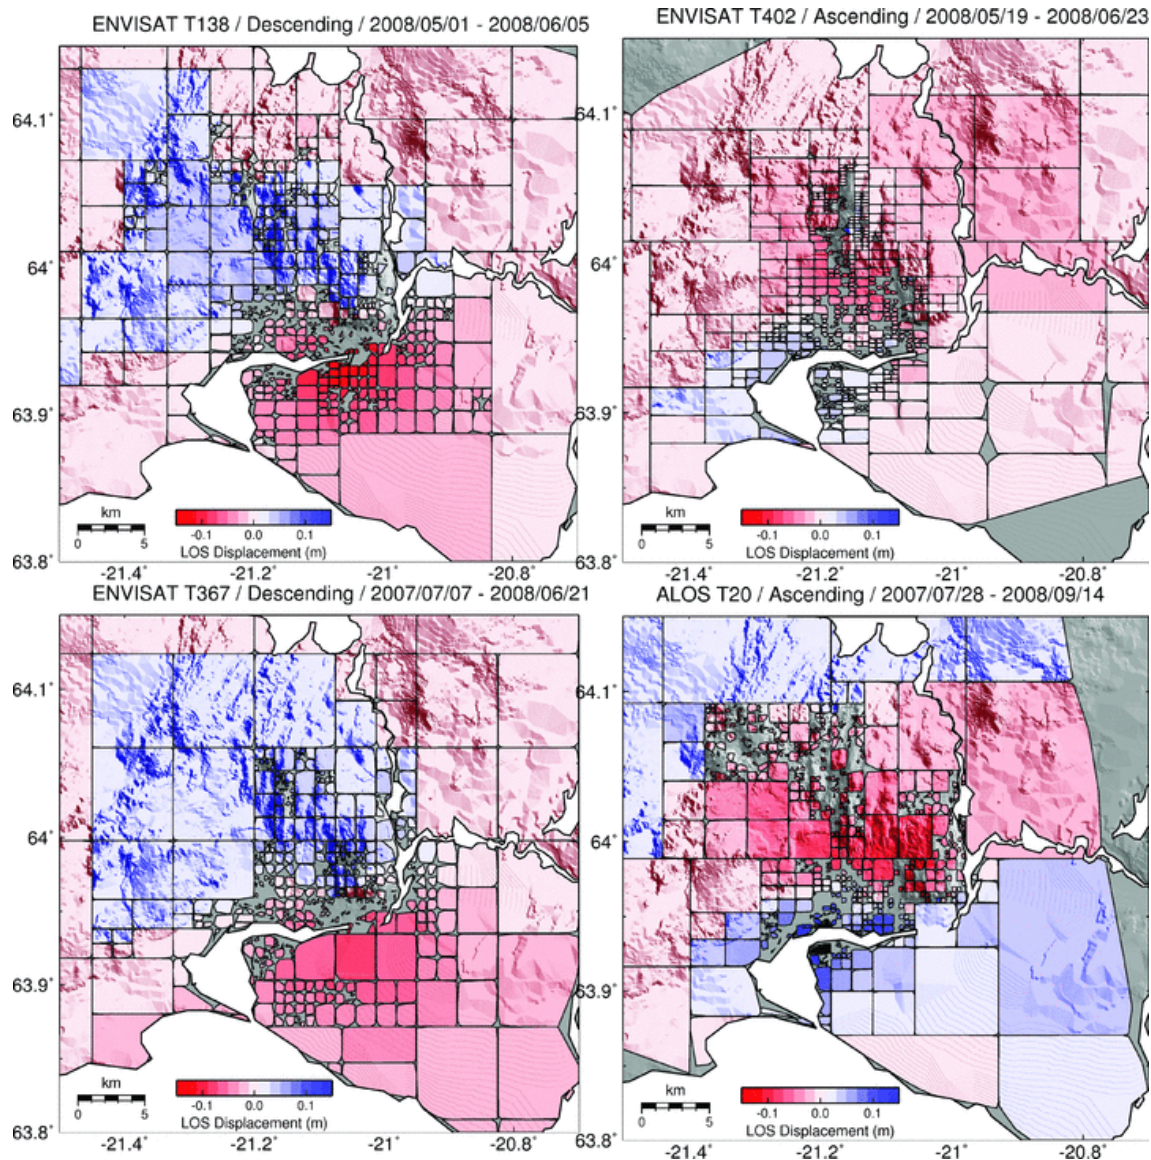 ENVISAT T138 / Descending / 2008/05/01 - 2008/06/05
64.1°
64°
63.9°
63.8°
km
0 5
-0.1 0.0 0.1
LOS Displacement (m)
-21.4° -21.2° -21° -20.8°
ENVISAT T402 / Ascending / 2008/05/19 - 2008/06/23
64.1°
64°
63.9°
63.8°
km
0 5
-0.1 0.0 0.1
LOS Displacement (m)
-21.4° -21.2° -21° -20.8°
ENVISAT T367 / Descending / 2007/07/07 - 2008/06/21
64.1°
64°
63.9°
63.8°
km
0 5
-0.1 0.0 0.1
LOS Displacement (m)
-21.4° -21.2° -21° -20.8°
ALOS T20 / Ascending / 2007/07/28 - 2008/09/14
64.1°
64°
63.9°
63.8°
km
0 5
-0.1 0.0 0.1
LOS Displacement (m)
-21.4° -21.2° -21° -20.8°